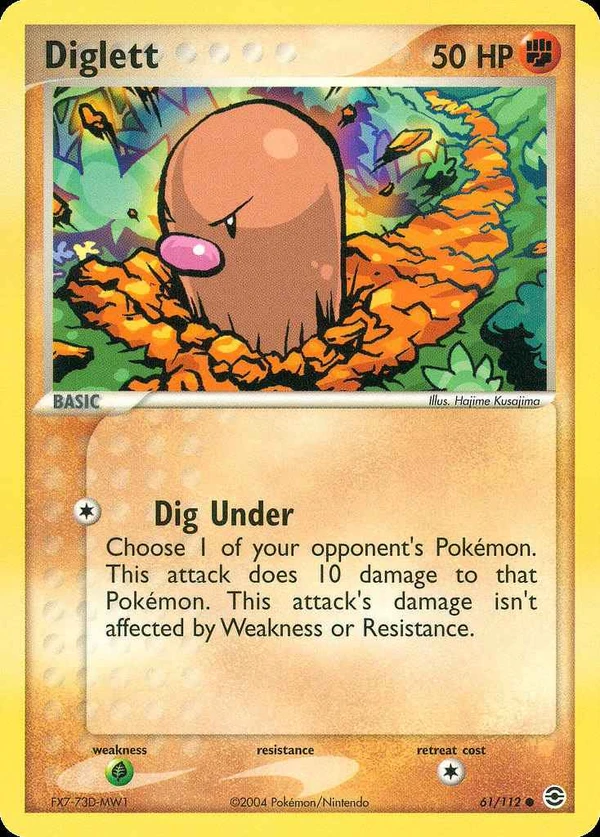 Diglett 50 HP
BASIC
Illus. Hajime Kusajima
Dig Under
Choose 1 of your opponent's Pokémon.
This attack does 10 damage to that
Pokémon. This attack's damage isn't
affected by Weakness or Resistance.
weakness resistance retreat cost
FX7-73D-MW1 ©2004 Pokémon/Nintendo 61/112